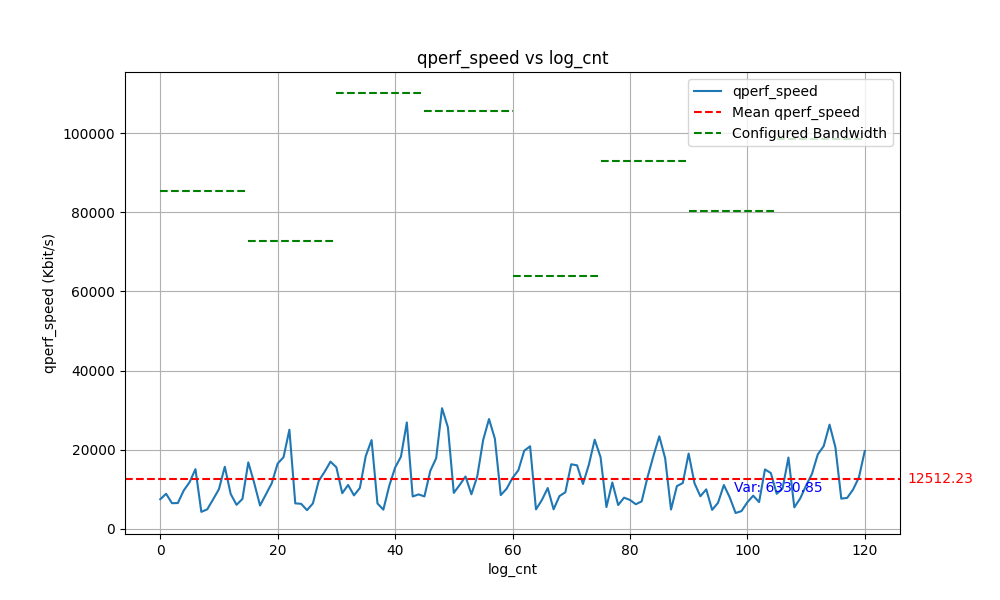 qperf_speed vs log_cnt
qperf_speed
Mean qperf_speed
Configured Bandwidth
qperf_speed (Kbit/s)
100000
80000
60000
40000
20000
0
12512.23
Var: 6330.85
0 20 40 60 80 100 120
log_cnt